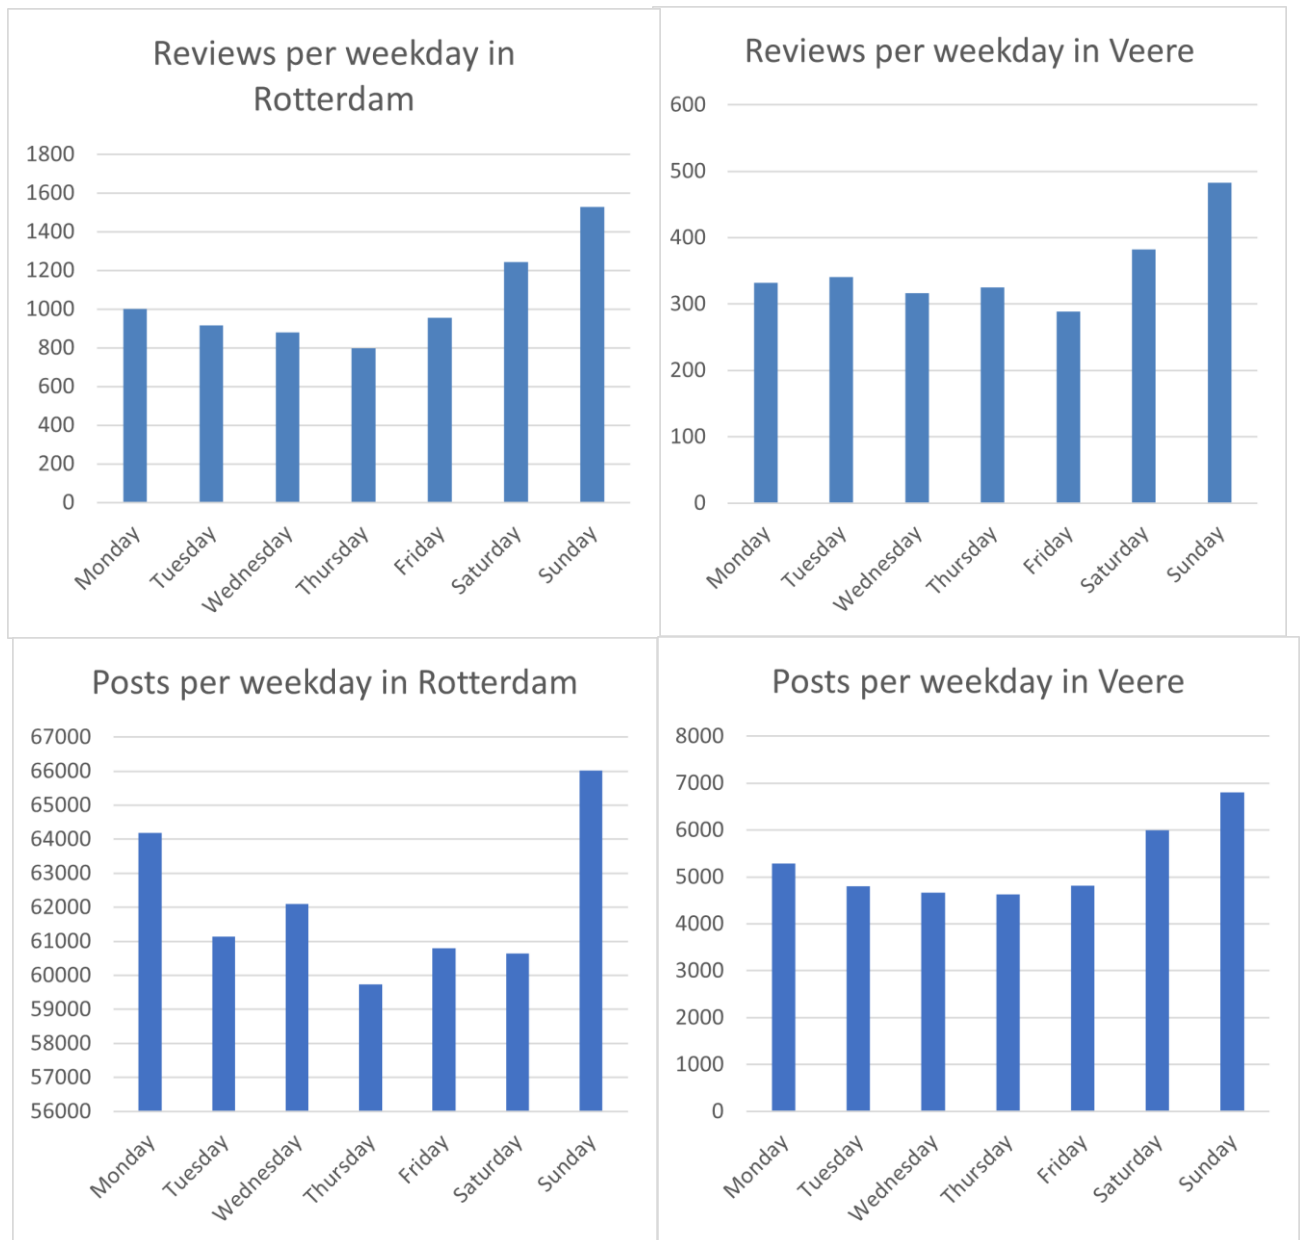 Reviews per weekday in
Rotterdam
1800
1600
1400
1200
1000
800
600
400
200
0
Monday
Tuesday
Wednesday
Thursday
Friday
Saturday
Sunday
Reviews per weekday in Veere
600
500
400
300
200
100
0
Monday
Tuesday
Wednesday
Thursday
Friday
Saturday
Sunday
Posts per weekday in Rotterdam
67000
66000
65000
64000
63000
62000
61000
60000
59000
58000
57000
56000
Monday
Tuesday
Wednesday
Thursday
Friday
Saturday
Sunday
Posts per weekday in Veere
8000
7000
6000
5000
4000
3000
2000
1000
0
Monday
Tuesday
Wednesday
Thursday
Friday
Saturday
Sunday